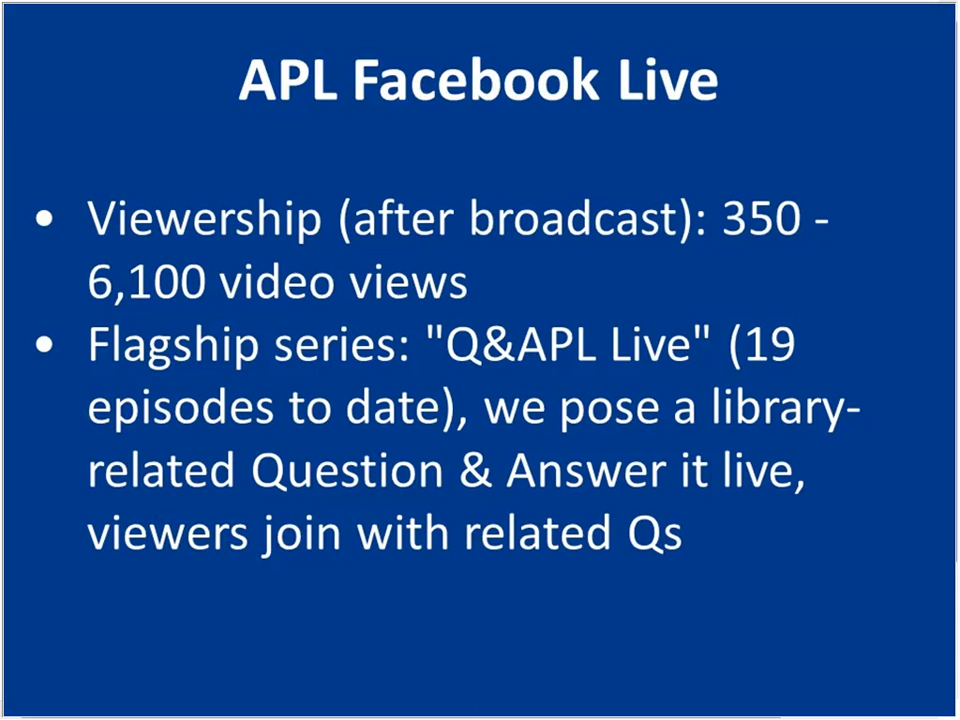 APL Facebook Live
• Viewership (after broadcast): 350 -
6,100 video views
• Flagship series: "Q&APL Live" (19
episodes to date), we pose a library-
related Question & Answer it live,
viewers join with related Qs